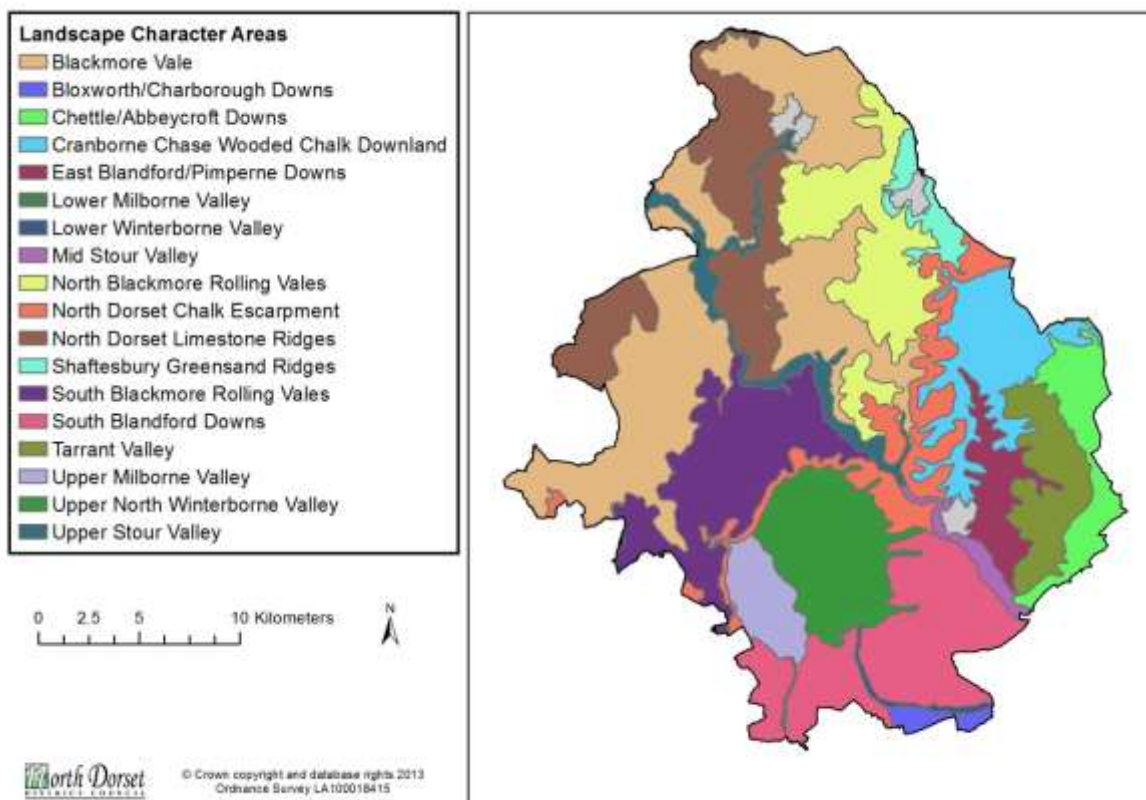 Landscape Character Areas
Blackmore Vale
Bloxworth/Charborough Downs
Chettle/Abbeycroft Downs
Cranborne Chase Wooded Chalk Downland
East Blandford/Pimperne Downs
Lower Milborne Valley
Lower Winterborne Valley
Mid Stour Valley
North Blackmore Rolling Vales
North Dorset Chalk Escarpment
North Dorset Limestone Ridges
Shaftesbury Greensand Ridges
South Blackmore Rolling Vales
South Blandford Downs
Tarrant Valley
Upper Milborne Valley
Upper North Winterborne Valley
Upper Stour Valley
0 2.5 5 10 Kilometers
N
North Dorset
DISTRICT COUNCIL
© Crown copyright and database rights 2013
Ordnance Survey LA100018415